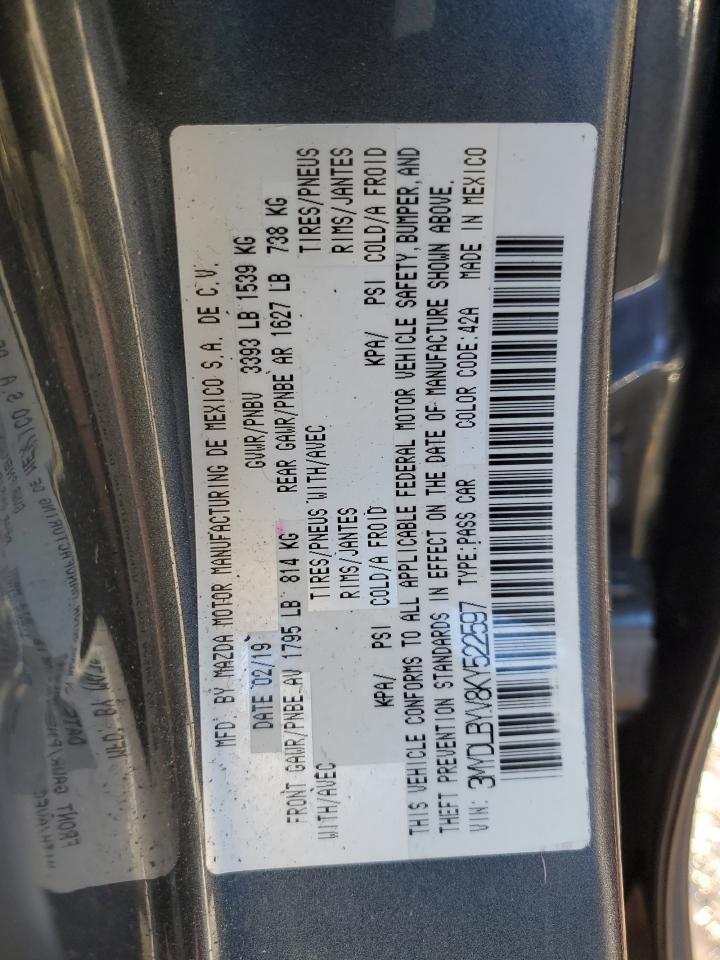 MFD. BY MAZDA MOTOR MANUFACTURING DE MEXICO S.A. DE C.V.
DATE 02/19 GVWR/PNBV 3393 LB 1539 KG
FRONT GAWR/PNBE AV 1795 LB 814 KG REAR GAWR/PNBE AR 1627 LB 738 KG
WITH/AVEC TIRES/PNEUS WITH/AVEC TIRES/PNEUS
RIMS/JANTES RIMS/JANTES
KPA/ PSI COLD/A FROID KPA/ PSI COLD/A FROID
THIS VEHICLE CONFORMS TO ALL APPLICABLE FEDERAL MOTOR VEHICLE SAFETY, BUMPER, AND
THEFT PREVENTION STANDARDS IN EFFECT ON THE DATE OF MANUFACTURE SHOWN ABOVE.
VIN: 3MYDLBYV8KY522597 TYPE:PASS CAR COLOR CODE:42A MADE IN MEXICO